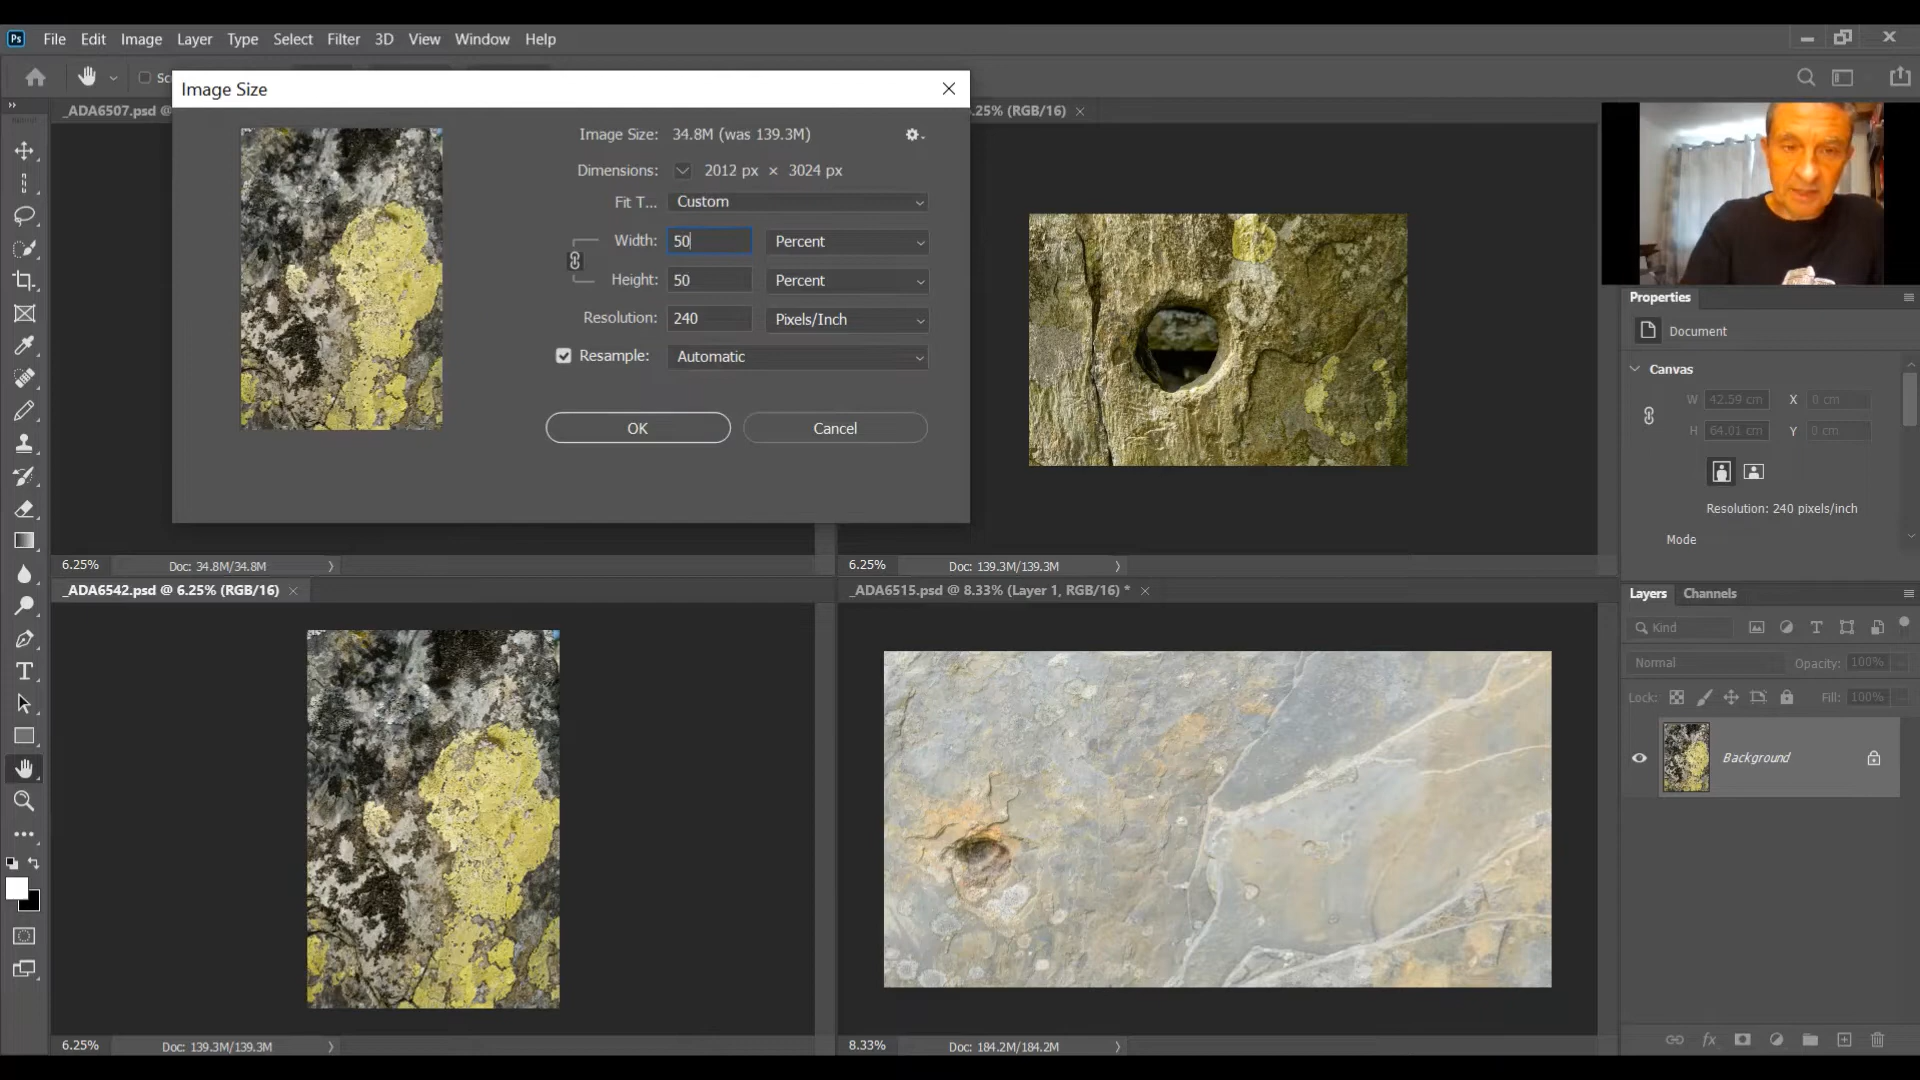 Ps File Edit Image Layer Type Select Filter 3D View Window Help
Sc
Image Size
_ADA6507.psd @
.25% (RGB/16)
Image Size: 34.8M (was 139.3M)
Dimensions: 2012 px × 3024 px
Fit T... Custom
Width: 50 Percent
Height: 50 Percent
Resolution: 240 Pixels/Inch
Resample: Automatic
OK Cancel
6.25% Doc: 34.8M/34.8M
6.25% Doc: 139.3M/139.3M
_ADA6542.psd @ 6.25% (RGB/16)
_ADA6515.psd @ 8.33% (Layer 1, RGB/16) *
6.25% Doc: 139.3M/139.3M
8.33% Doc: 184.2M/184.2M
Properties
Document
Canvas
W 42.59 cm X 0 cm
H 64.01 cm Y 0 cm
Resolution: 240 pixels/inch
Mode
Layers Channels
Kind
Normal Opacity: 100%
Lock: Fill: 100%
Background